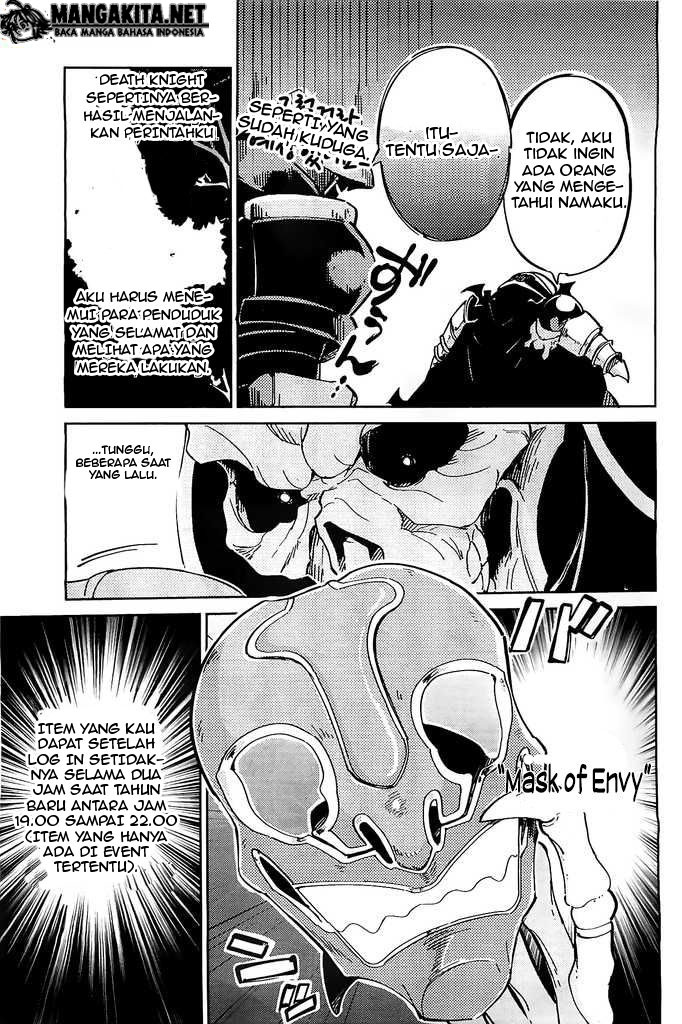 MANGAKITA.NET
BACA MANGA BAHASA INDONESIA
TIDAK, AKU
TIDAK INGIN
ADA ORANG
YANG MENGE-
TAHUI NAMAKU.
ITU-
TENTU SAJA-
SEPERTI YANG
SUDAH KUDUGA.
DEATH KNIGHT
SEPERTINYA BER-
HASIL MENJALAN-
KAN PERINTAHKU.
AKU HARUS MENE-
MUI PARA PENDUDUK
YANG SELAMAT DAN
MELIHAT APA YANG
MEREKA LAKUKAN.
...TUNGGU,
BEBERAPA SAAT
YANG LALU.
"Mask of Envy"
ITEM YANG KAU
DAPAT SETELAH
LOG IN SETIDAK-
NYA SELAMA DUA
JAM SAAT TAHUN
BARU ANTARA JAM
19.00 SAMPAI 22.00
(ITEM YANG HANYA
ADA DI EVENT
TERTENTU).